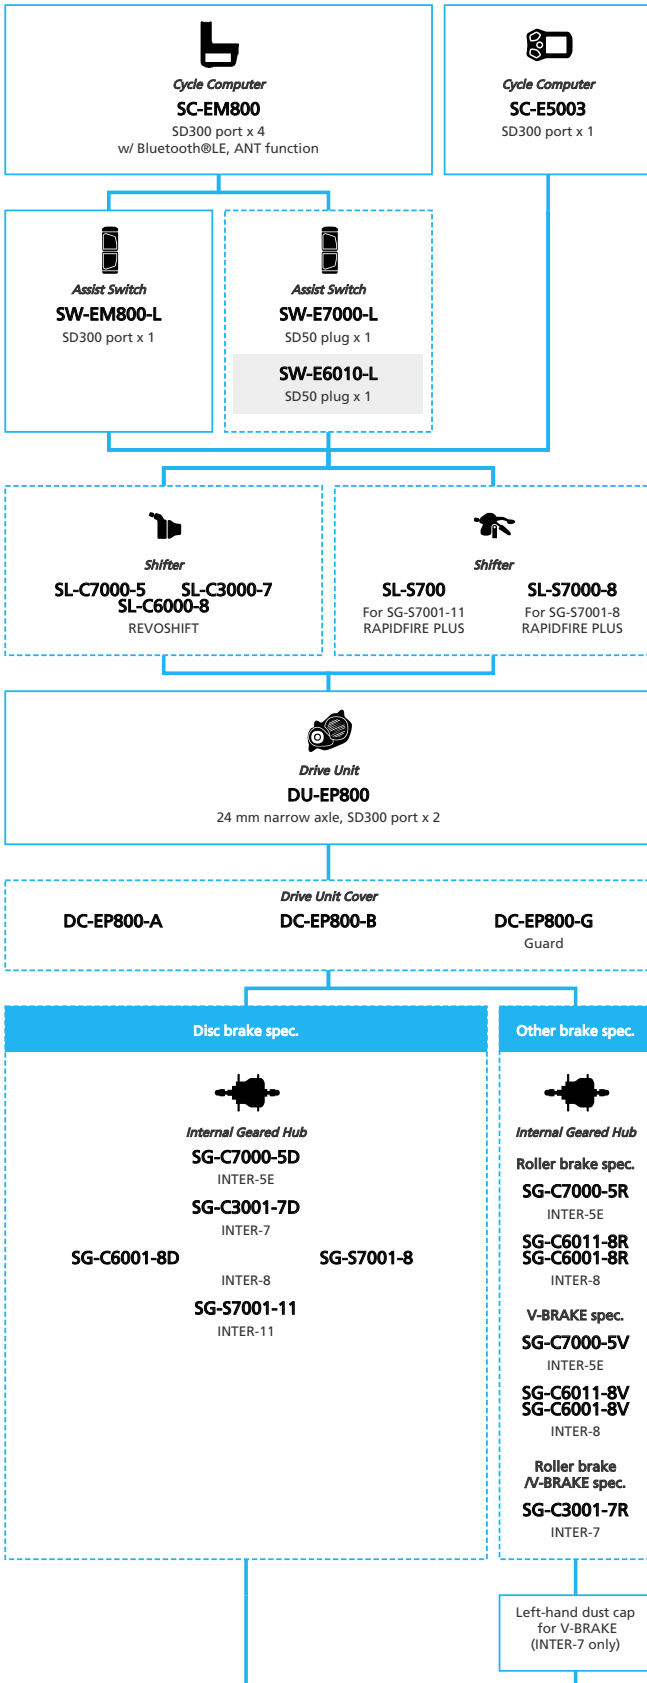 Cycle Computer
SC-EM800
SD300 port x 4
w/ Bluetooth®LE, ANT function
Cycle Computer
SC-E5003
SD300 port x 1
Assist Switch
SW-EM800-L
SD300 port x 1
Assist Switch
SW-E7000-L
SD50 plug x 1
SW-E6010-L
SD50 plug x 1
Shifter
SL-C7000-5 SL-C3000-7
SL-C6000-8
REVOSHIFT
Shifter
SL-S700
For SG-S7001-11
RAPIDFIRE PLUS
SL-S7000-8
For SG-S7001-8
RAPIDFIRE PLUS
Drive Unit
DU-EP800
24 mm narrow axle, SD300 port x 2
Drive Unit Cover
DC-EP800-A
DC-EP800-B
DC-EP800-G
Guard
Disc brake spec.
Internal Geared Hub
SG-C7000-5D
INTER-5E
SG-C3001-7D
INTER-7
SG-C6001-8D SG-S7001-8
INTER-8
SG-S7001-11
INTER-11
Other brake spec.
Internal Geared Hub
Roller brake spec.
SG-C7000-5R
INTER-5E
SG-C6011-8R
SG-C6001-8R
INTER-8
V-BRAKE spec.
SG-C7000-5V
INTER-5E
SG-C6011-8V
SG-C6001-8V
INTER-8
Roller brake
/V-BRAKE spec.
SG-C3001-7R
INTER-7
Left-hand dust cap
for V-BRAKE
(INTER-7 only)